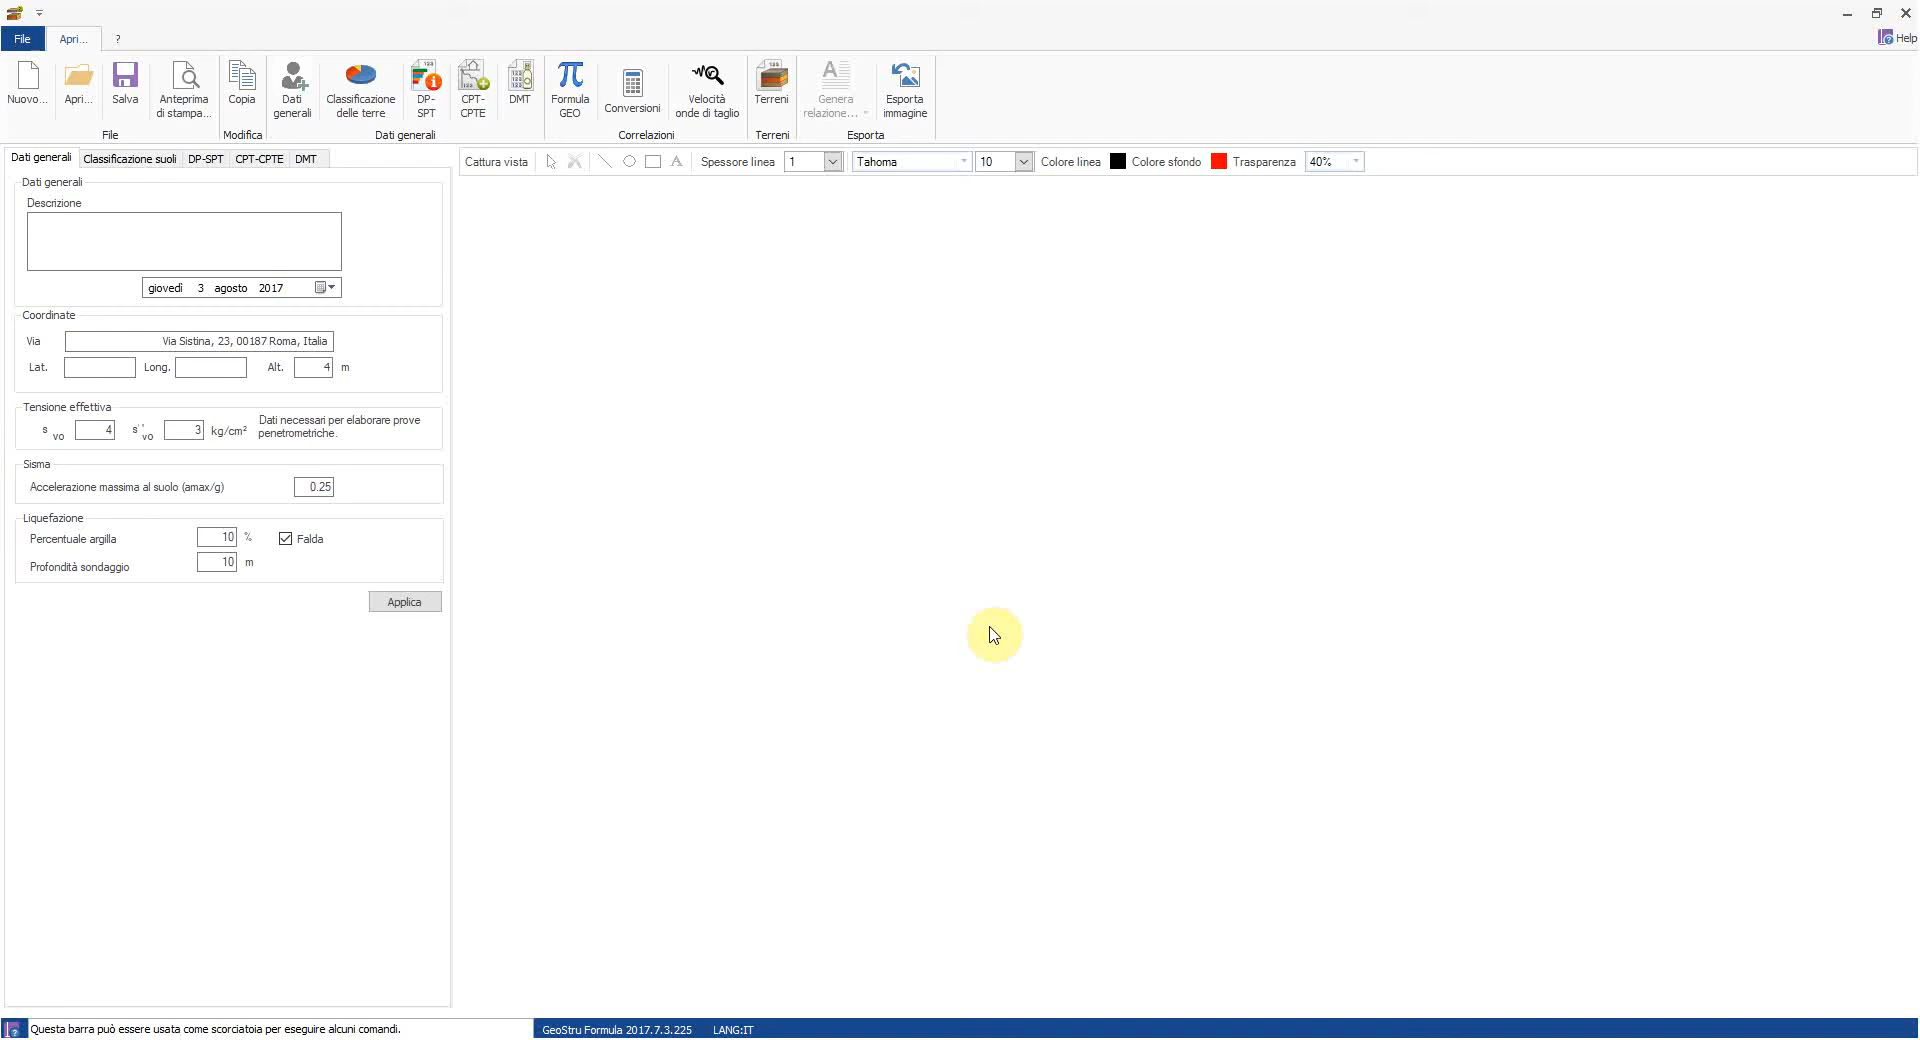 File Apri... ?
Help
Nuovo... Apri... Salva Anteprima di stampa... Copia Dati generali Classificazione delle terre DP-SPT CPT-CPTE DMT Formula GEO Conversioni Velocità onde di taglio Terreni Genera relazione... Esporta immagine
File Modifica Dati generali Correlazioni Terreni Esporta
Dati generali Classificazione suoli DP-SPT CPT-CPTE DMT
Cattura vista A Spessore linea 1 Tahoma 10 Colore linea Colore sfondo Trasparenza 40%
Dati generali
Descrizione
giovedì 3 agosto 2017
Coordinate
Via Via Sistina, 23, 00187 Roma, Italia
Lat. Long. Alt. 4 m
Tensione effettiva
s vo 4 s'' vo 3 kg/cm² Dati necessari per elaborare prove
penetrometriche.
Sisma
Accelerazione massima al suolo (amax/g) 0.25
Liquefazione
Percentuale argilla 10 % Falda
Profondità sondaggio 10 m
Applica
Questa barra può essere usata come scorciatoia per eseguire alcuni comandi. GeoStru Formula 2017.7.3.225 LANG:IT